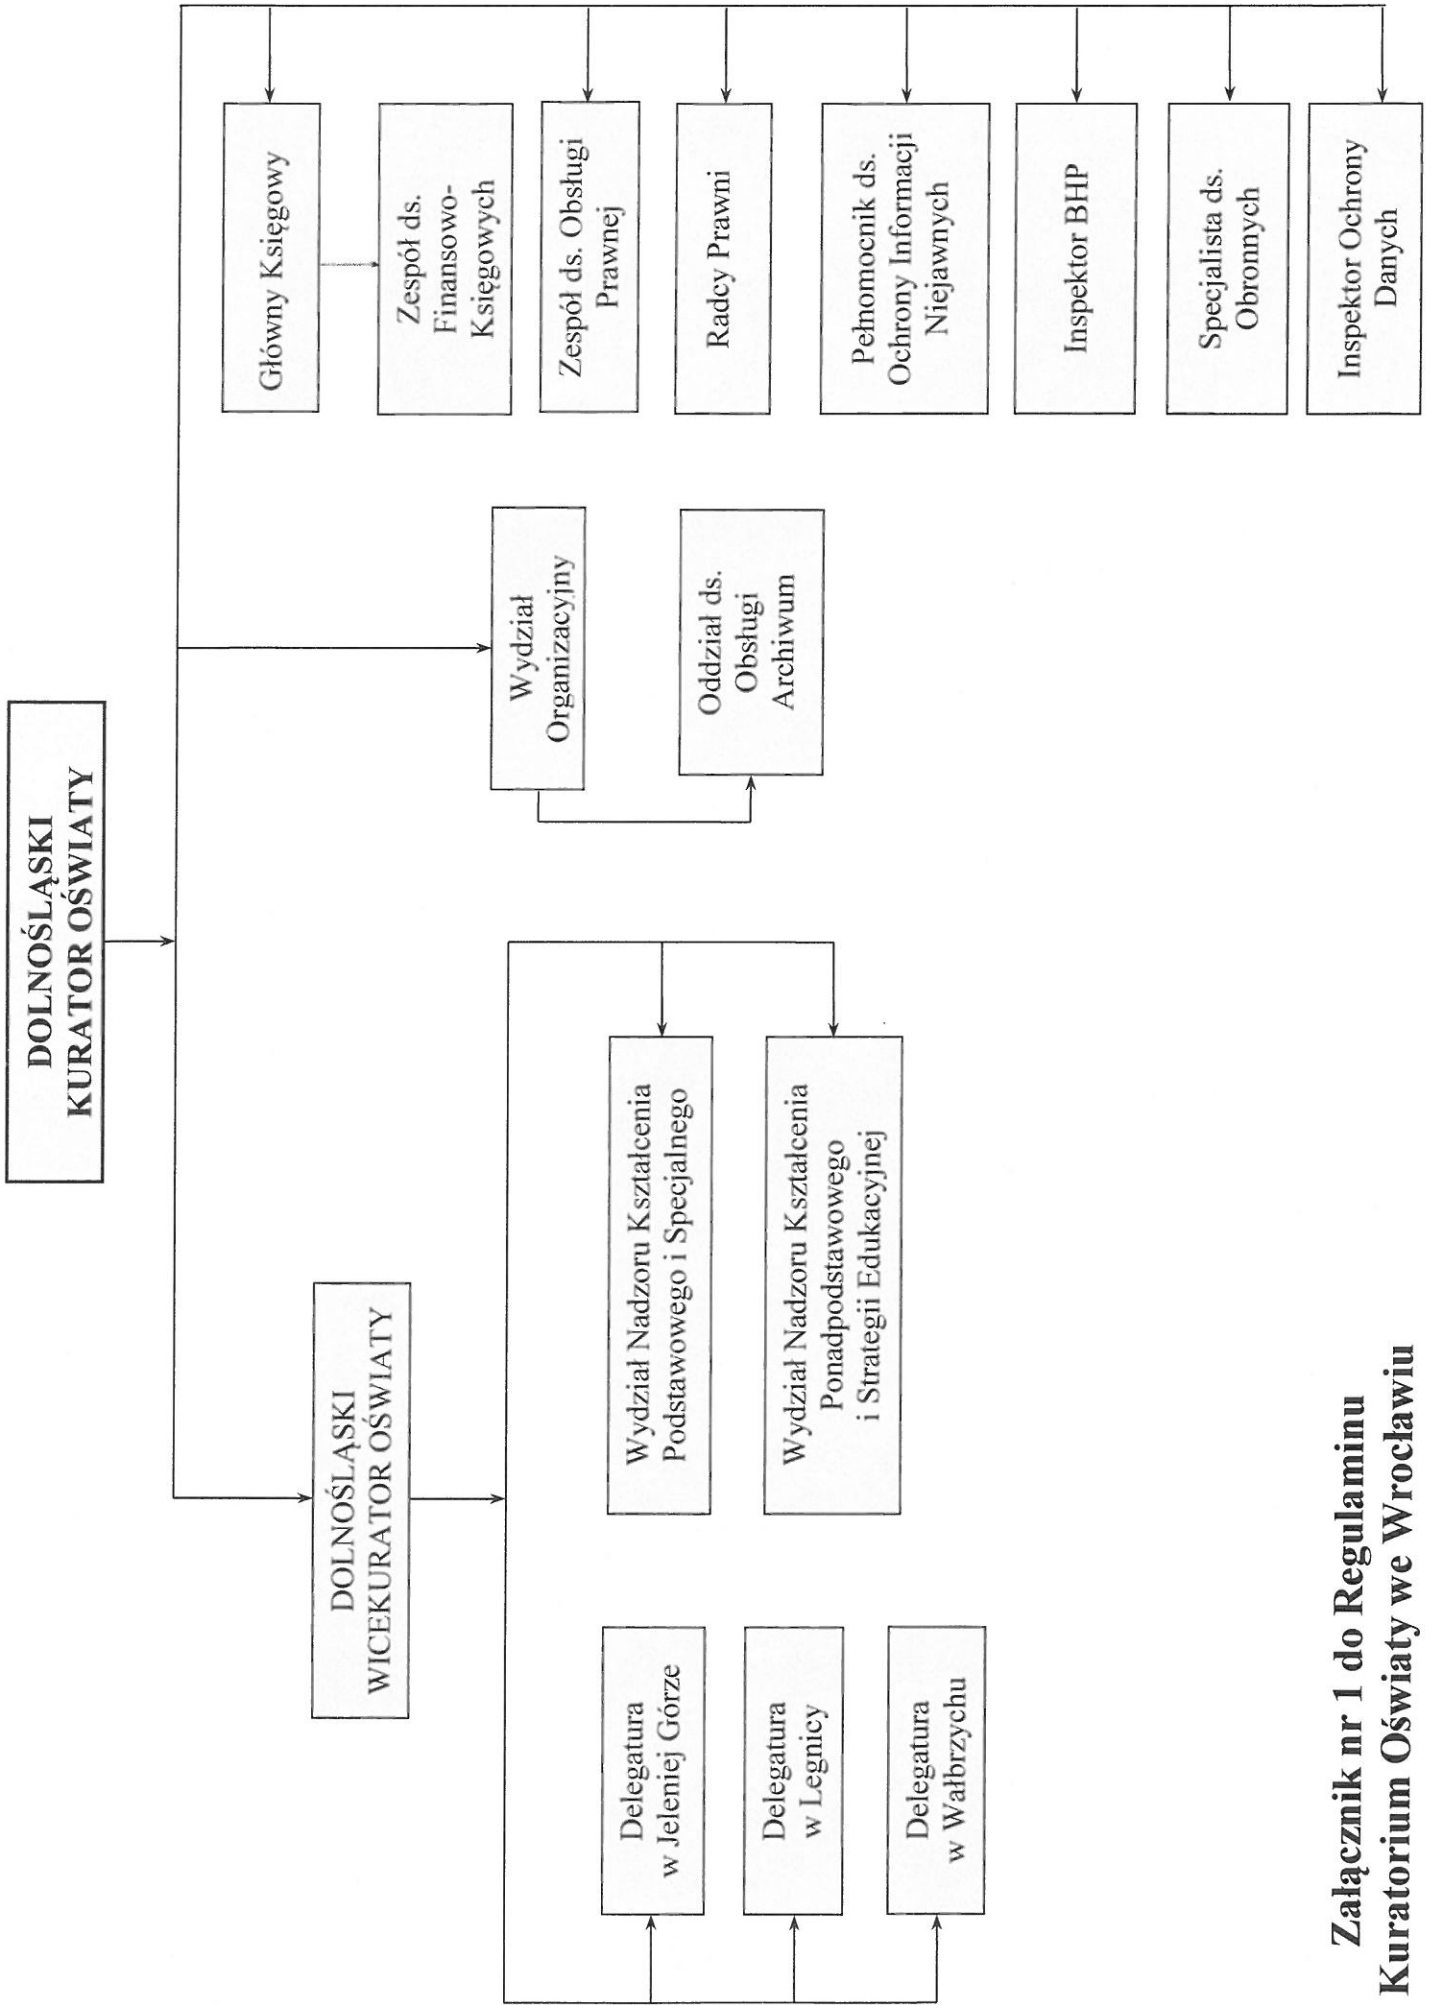 DOLNOŚLĄSKI
KURATOR OŚWIATY
DOLNOŚLĄSKI
WICEKURATOR OŚWIATY
Delegatura
w Jeleniej Górze
Delegatura
w Legnicy
Delegatura
w Wałbrzychu
Wydział Nadzoru Kształcenia
Podstawowego i Specjalnego
Wydział Nadzoru Kształcenia
Ponadpodstawowego
i Strategii Edukacyjnej
Wydział
Organizacyjny
Oddział ds.
Obsługi
Archiwum
Główny Księgowy
Zespół ds.
Finansowo-
Księgowych
Zespół ds. Obsługi
Prawnej
Radcy Prawni
Pełnomocnik ds.
Ochrony Informacji
Niejawnych
Inspektor BHP
Specjalista ds.
Obronnych
Inspektor Ochrony
Danych
Załącznik nr 1 do Regulaminu
Kuratorium Oświaty we Wrocławiu